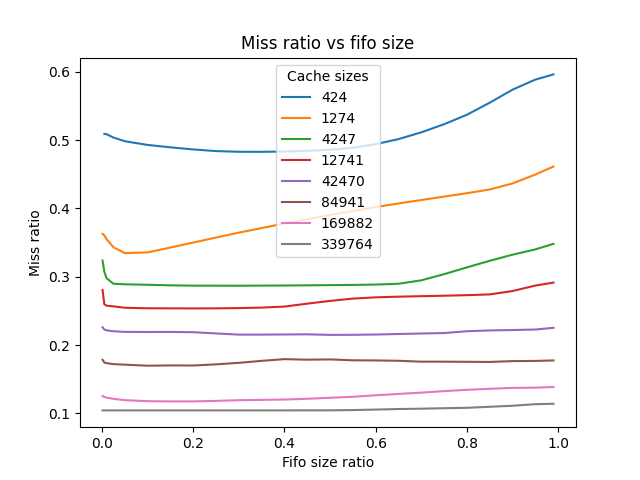 Miss ratio vs fifo size
Miss ratio
0.6
0.5
0.4
0.3
0.2
0.1
Cache sizes
424
1274
4247
12741
42470
84941
169882
339764
0.0 0.2 0.4 0.6 0.8 1.0
Fifo size ratio